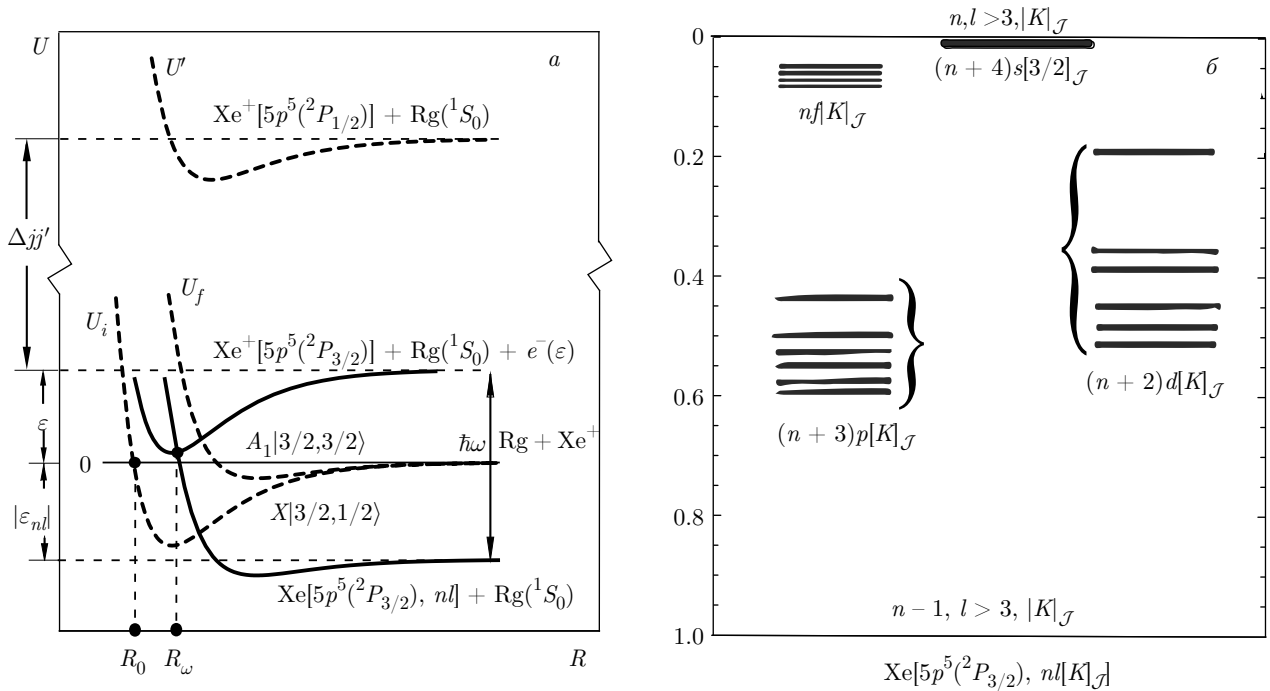 U
а
U′
Xe⁺[5p⁵(²P₁/₂)] + Rg(¹S₀)
Δjj′
U_i
U_f
Xe⁺[5p⁵(²P₃/₂)] + Rg(¹S₀) + e⁻(ε)
ε
A₁|3/2,3/2⟩
ħω
Rg + Xe⁺
0
|ε_nl|
X|3/2,1/2⟩
Xe[5p⁵(²P₃/₂), nl] + Rg(¹S₀)
R₀
R_ω
R
n,l >3,|K|_𝒥
0
(n + 4)s[3/2]_𝒥
б
nf|K|_𝒥
0.2
0.4
(n + 2)d[K]_𝒥
0.6
(n + 3)p[K]_𝒥
0.8
n – 1, l > 3, |K|_𝒥
1.0
Xe[5p⁵(²P₃/₂), nl[K]_𝒥]